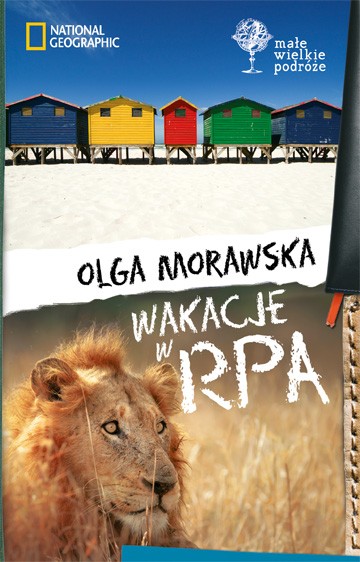 NATIONAL
GEOGRAPHIC
małe
wielkie
podróże
OLGA MORAWSKA
WAKACJE
W
RPA